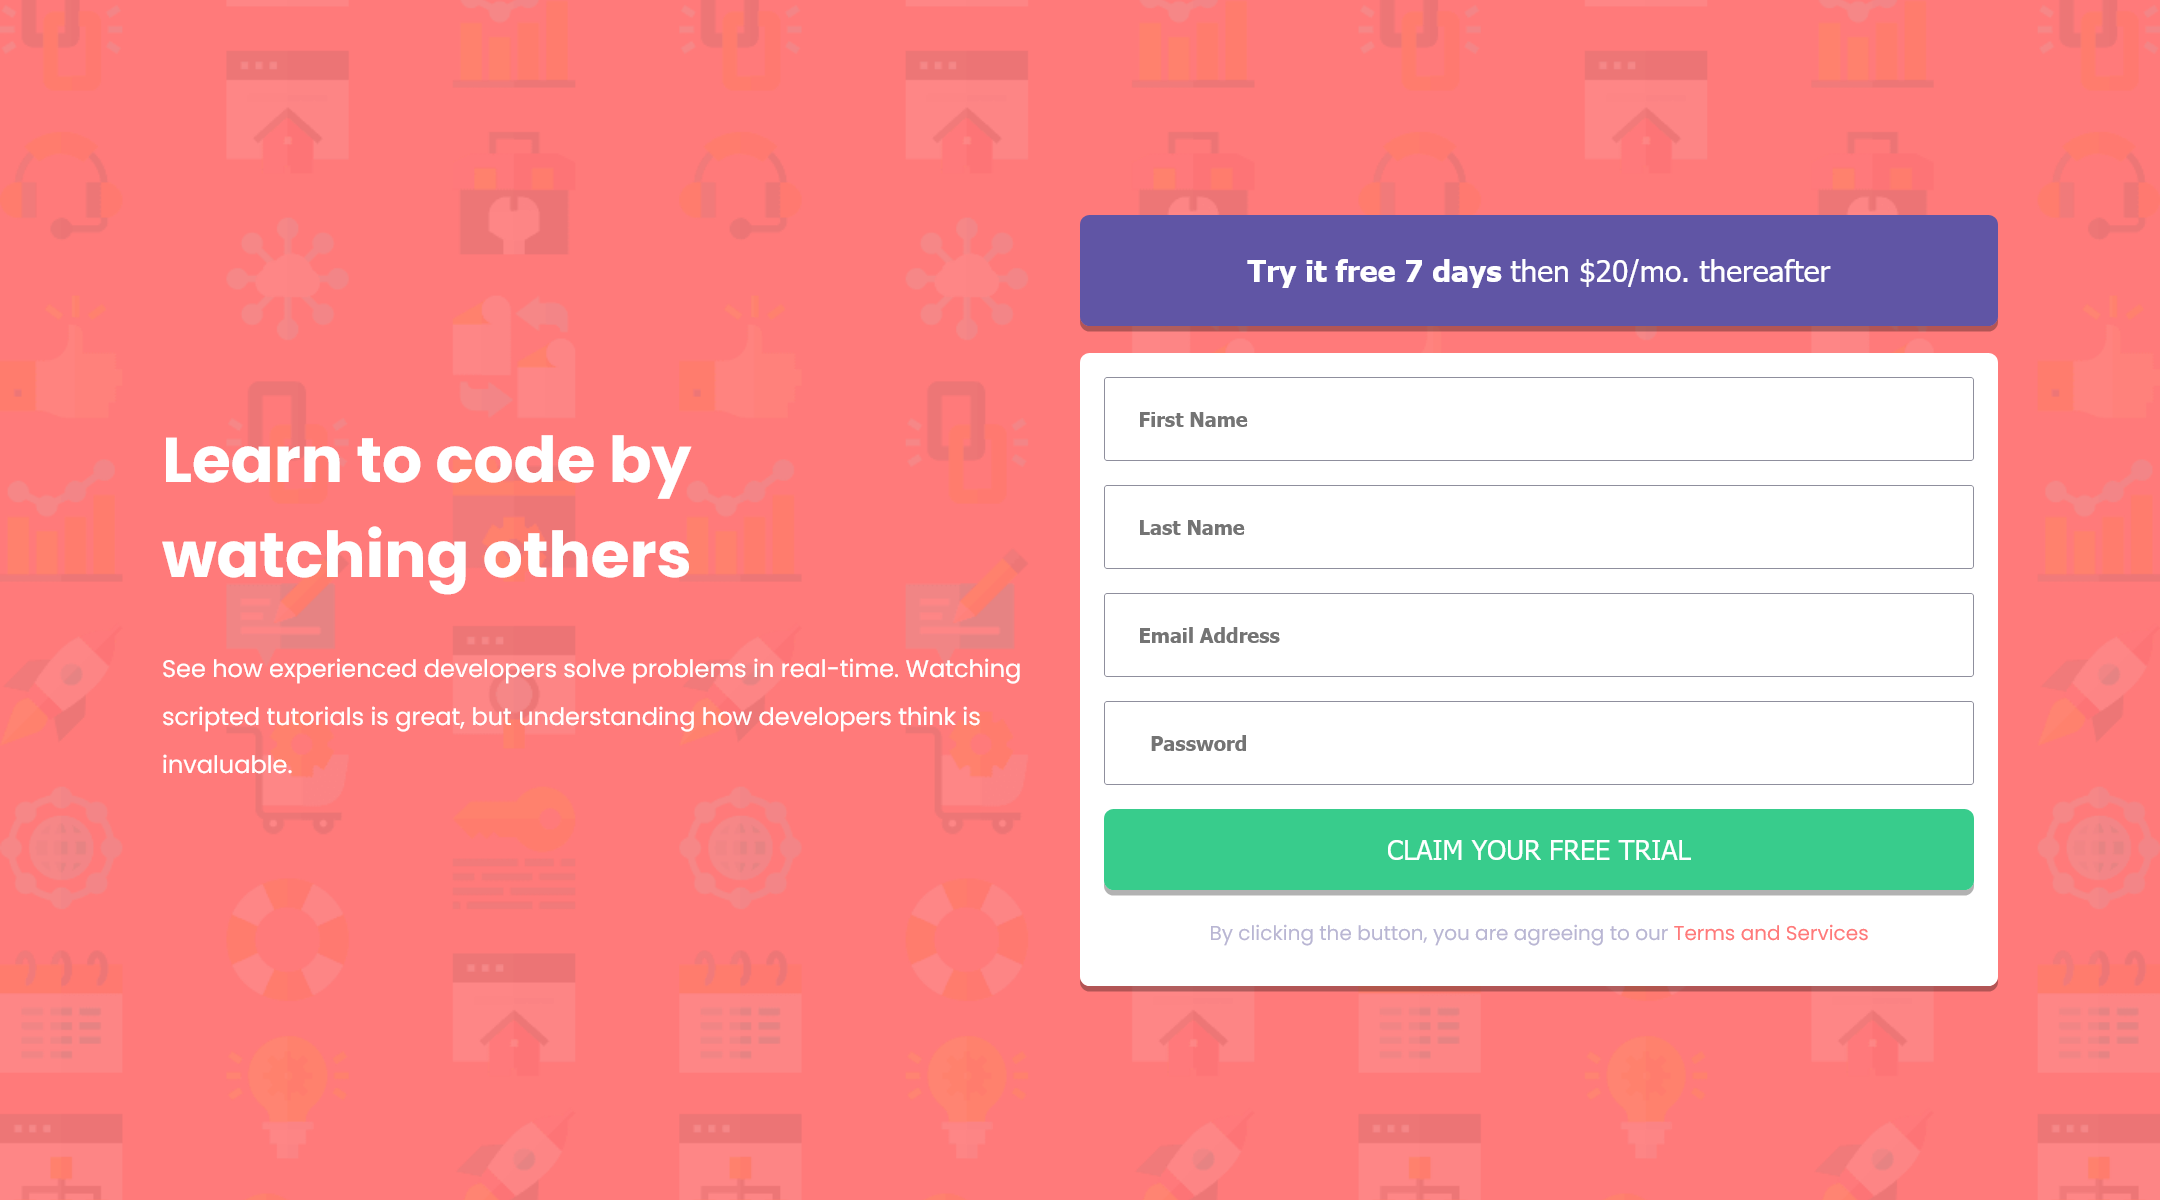 Learn to code by
watching others
See how experienced developers solve problems in real-time. Watching
scripted tutorials is great, but understanding how developers think is
invaluable.
Try it free 7 days then $20/mo. thereafter
First Name
Last Name
Email Address
Password
CLAIM YOUR FREE TRIAL
By clicking the button, you are agreeing to our Terms and Services